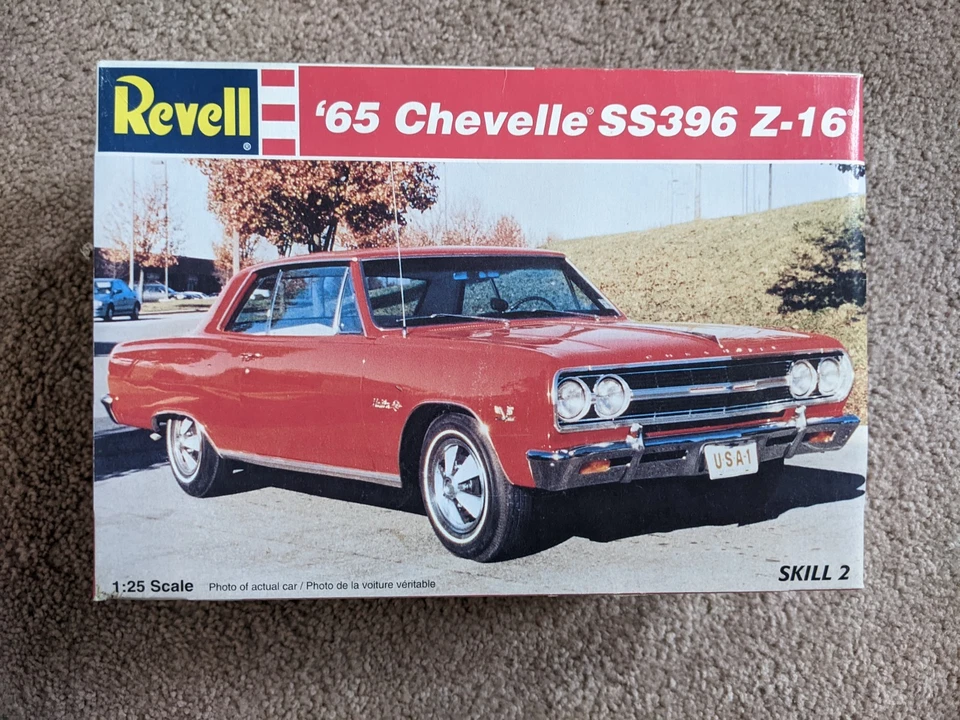 Revell®
'65 Chevelle® SS396 Z-16
CHEVROLET
USA-1
1:25 Scale Photo of actual car / Photo de la voiture véritable
SKILL 2